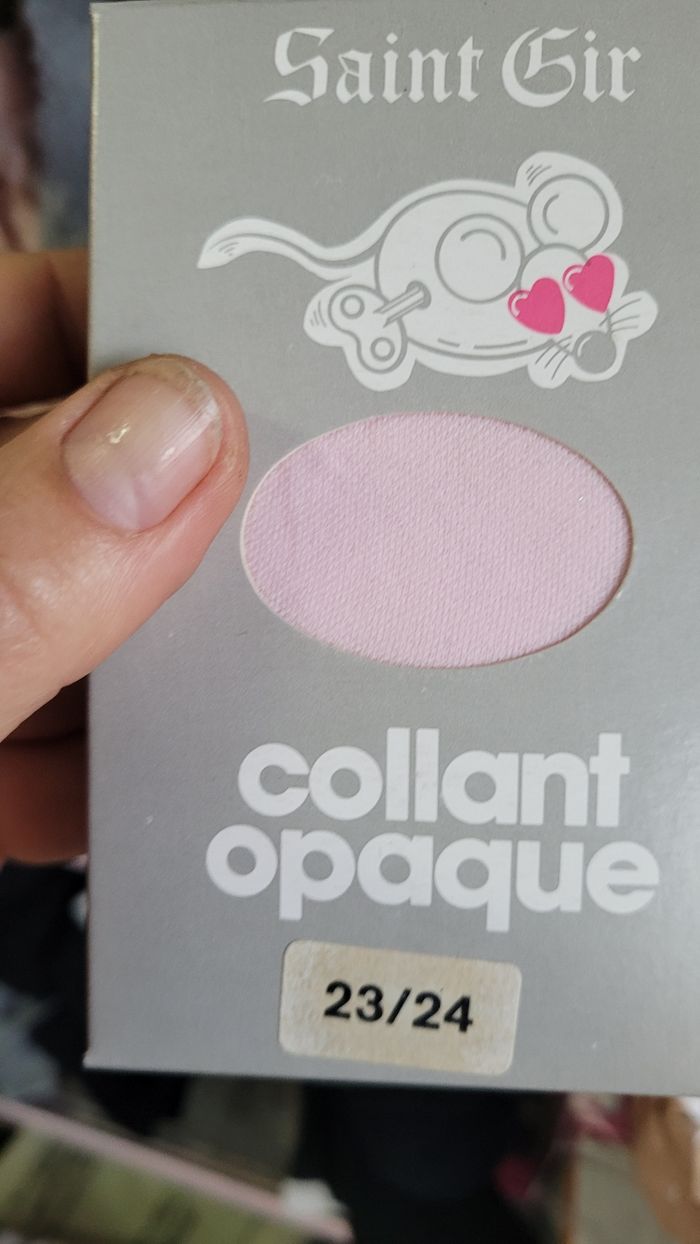 Saint Gir
collant
opaque
23/24